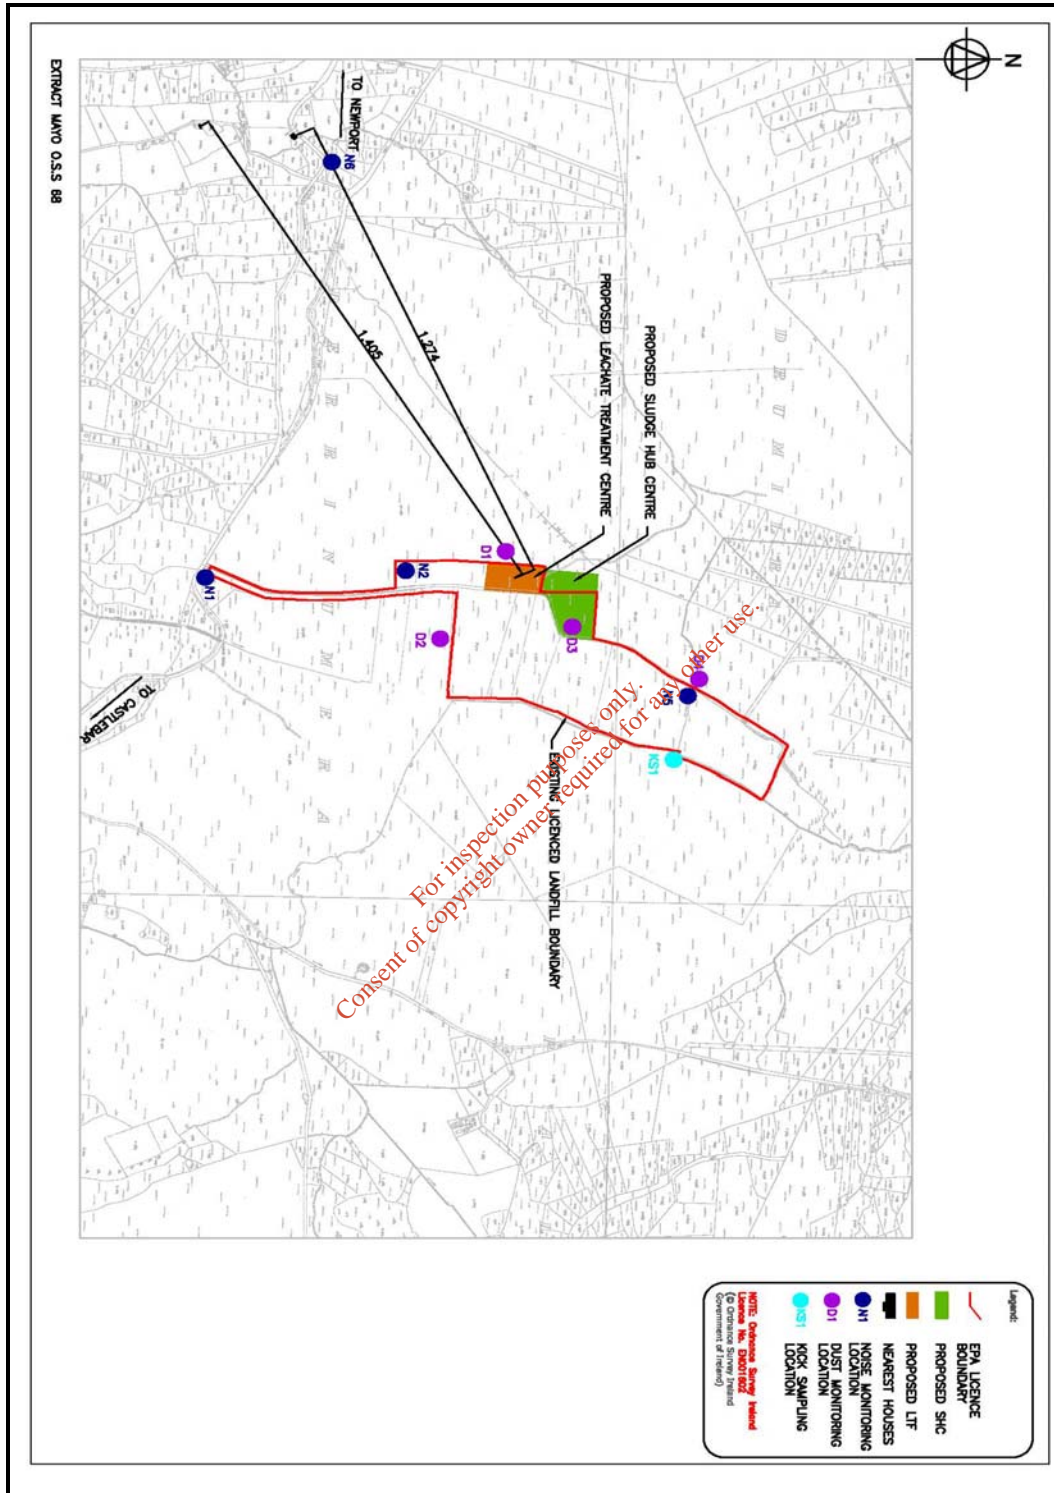 N
EXTRACT MAYO O.S.S 68
TO NEWPORT
N6
1.405
1.274
PROPOSED LEACHATE TREATMENT CENTRE
PROPOSED SLUDGE HUB CENTRE
D1
N2
N1
D2
D3
D4
N5
KS1
TO CASTLEBAR
EXISTING LICENCED LANDFILL BOUNDARY
D E R R I N U M E R A
For inspection purposes only.
Consent of copyright owner required for any other use.
Legend:
EPA LICENCE
BOUNDARY
PROPOSED SHC
PROPOSED LTF
NEAREST HOUSES
N1
NOISE MONITORING
LOCATION
D1
DUST MONITORING
LOCATION
KS1
KICK SAMPLING
LOCATION
NOTE: Ordnance Survey Ireland
Licence No. EN001602
(© Ordnance Survey Ireland
Government of Ireland)